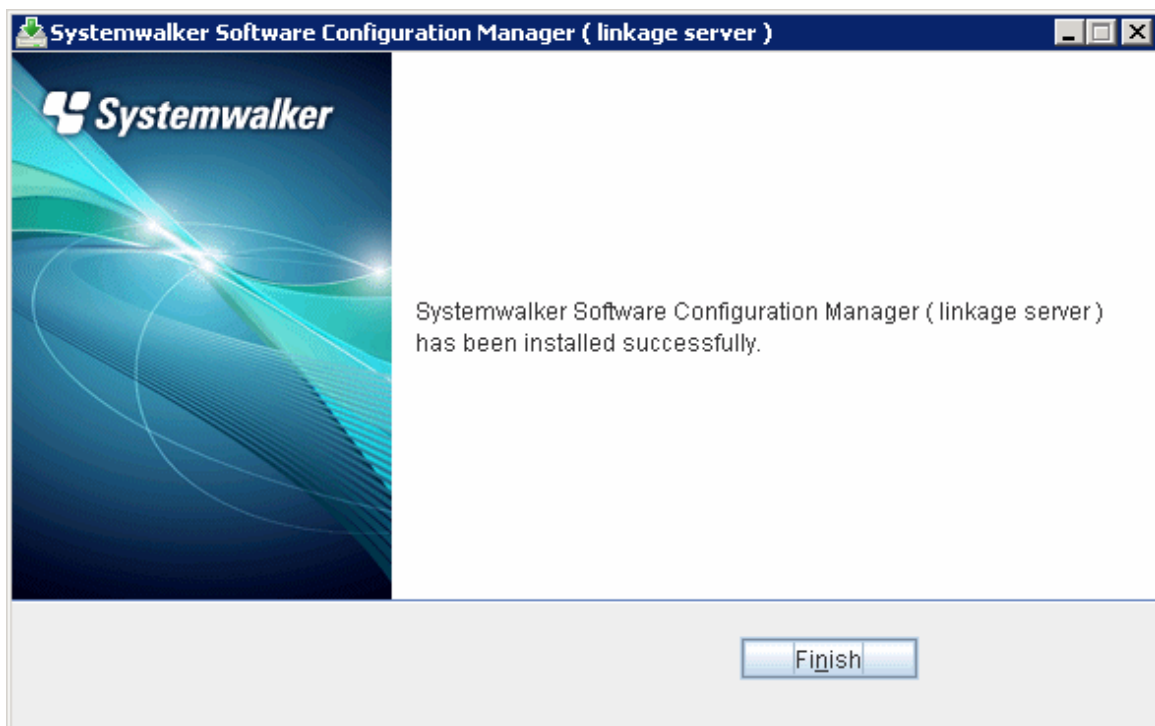 Systemwalker Software Configuration Manager ( linkage server )
Systemwalker
Systemwalker Software Configuration Manager ( linkage server )
has been installed successfully.
Finish